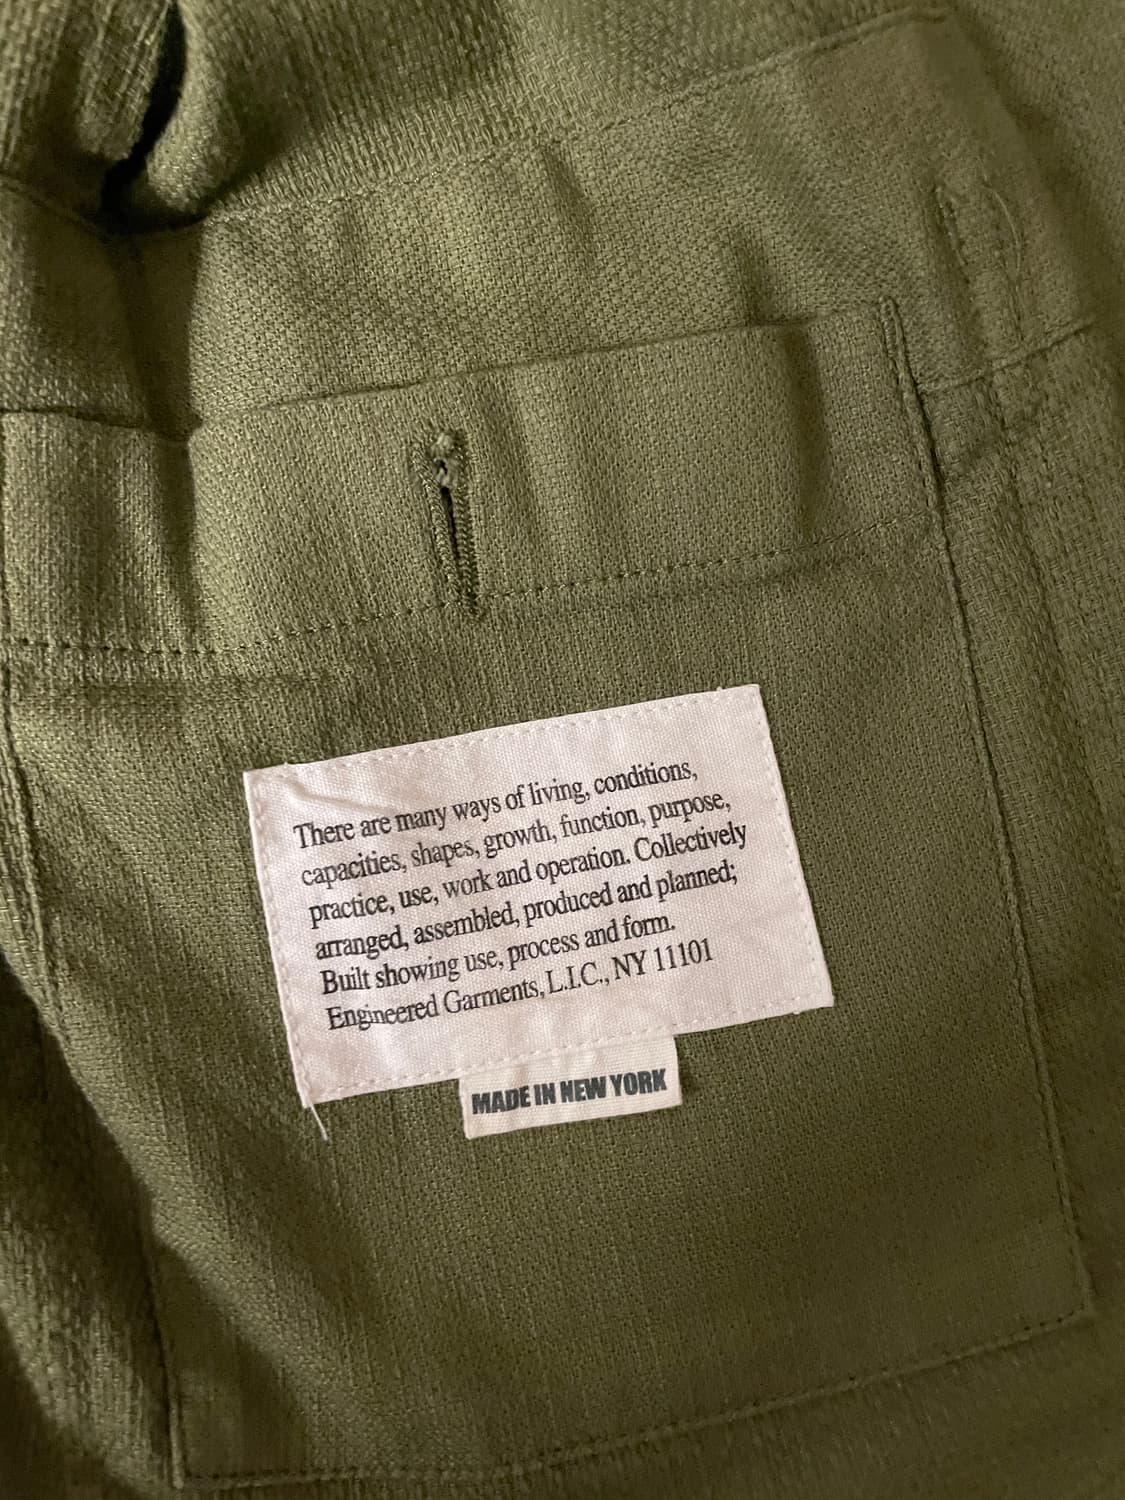 There are many ways of living, conditions,
capacities, shapes, growth, function, purpose,
practice, use, work and operation. Collectively
arranged, assembled, produced and planned;
Built showing use, process and form.
Engineered Garments, L.I.C., NY 11101
MADE IN NEW YORK